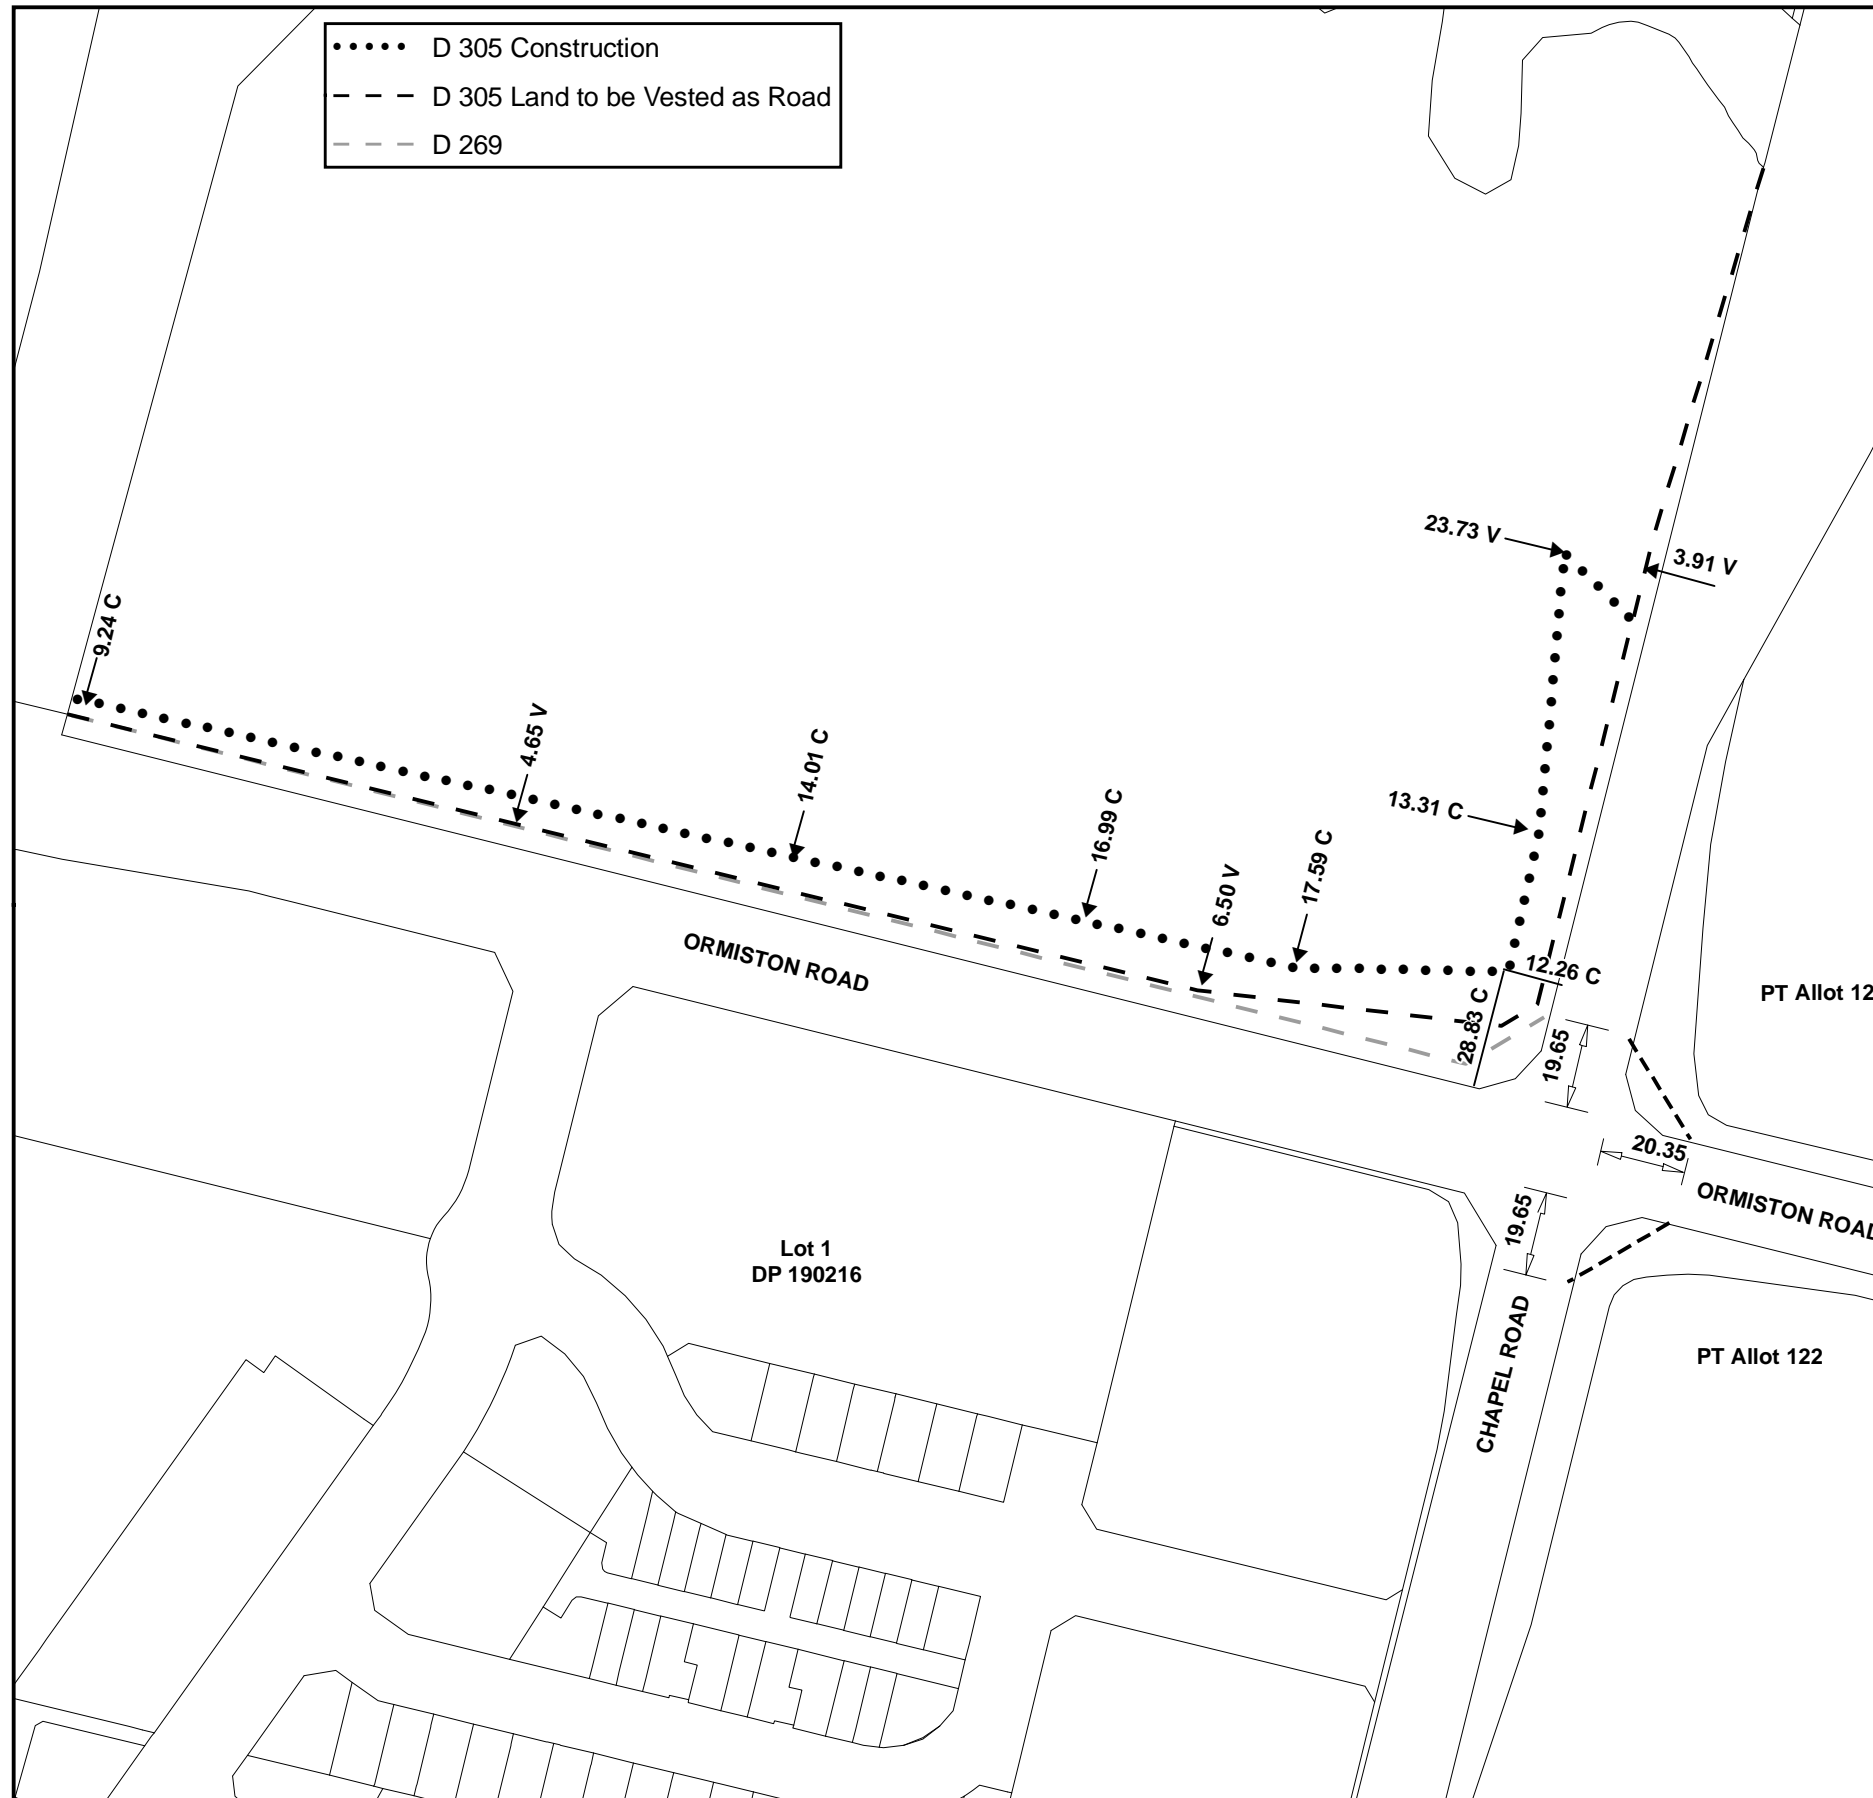 D 305 Construction
D 305 Land to be Vested as Road
D 269
23.73 V
3.91 V
9.24 C
4.65 V
14.01 C
16.99 C
13.31 C
6.50 V
17.59 C
ORMISTON ROAD
12.26 C
28.83 C
PT Allot 12
19.65
20.35
19.65
ORMISTON ROAD
Lot 1
DP 190216
CHAPEL ROAD
PT Allot 122